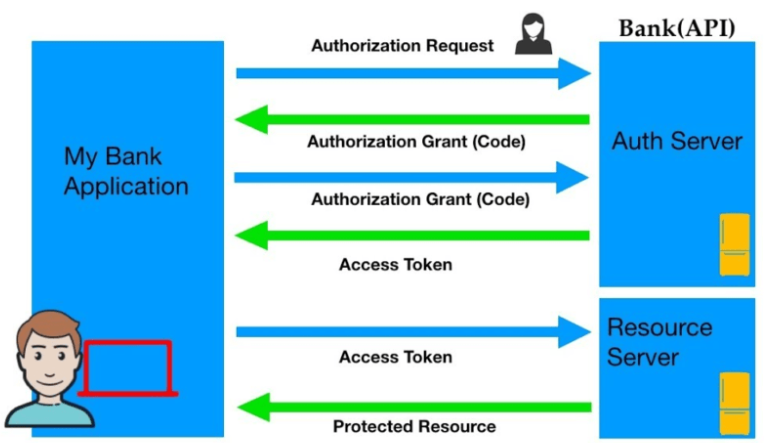 Bank(API)
Authorization Request
Authorization Grant (Code)
My Bank
Application
Auth Server
Authorization Grant (Code)
Access Token
Resource
Server
Access Token
Protected Resource